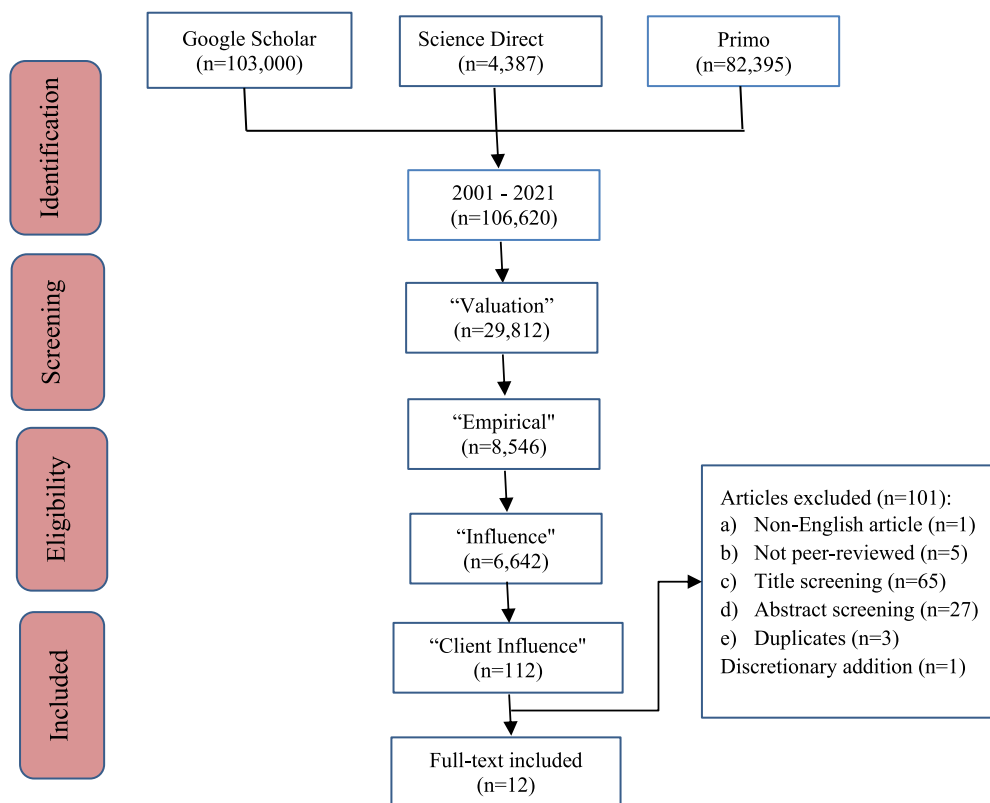 Google Scholar
(n=103,000)
Science Direct
(n=4,387)
Primo
(n=82,395)
Identification
2001 - 2021
(n=106,620)
Screening
“Valuation”
(n=29,812)
“Empirical"
(n=8,546)
Eligibility
“Influence"
(n=6,642)
Articles excluded (n=101):
a) Non-English article (n=1)
b) Not peer-reviewed (n=5)
c) Title screening (n=65)
d) Abstract screening (n=27)
e) Duplicates (n=3)
Discretionary addition (n=1)
Included
“Client Influence"
(n=112)
Full-text included
(n=12)